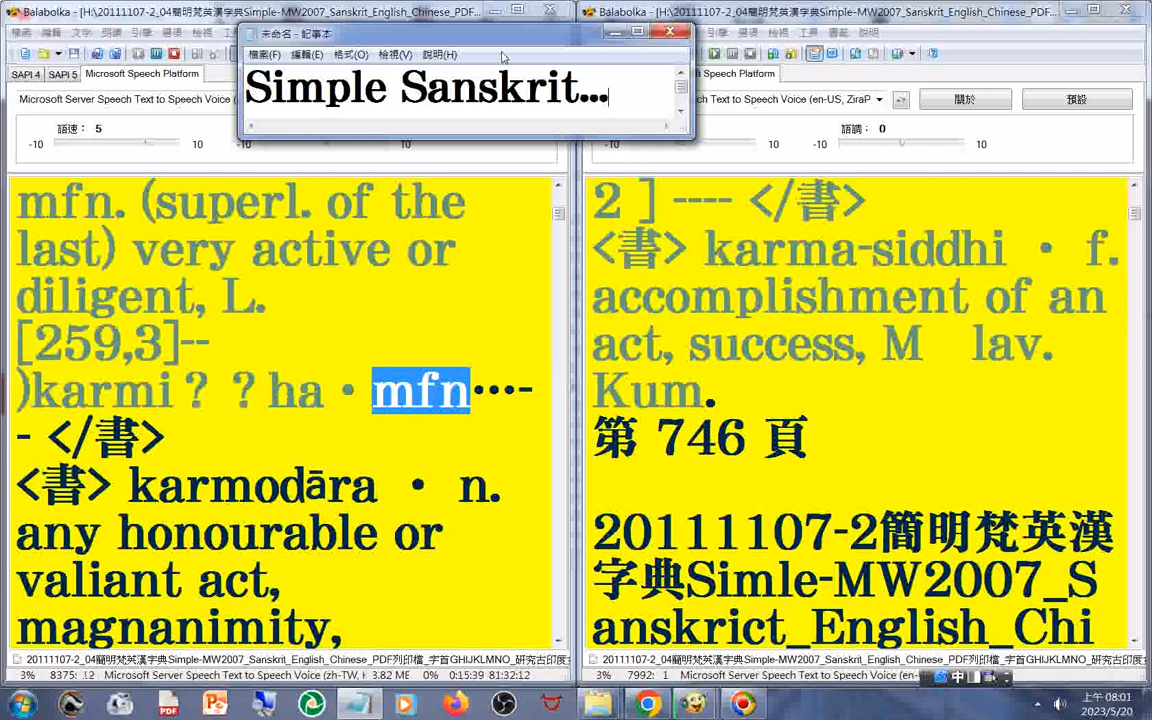 Balabolka - [H:\20111107-2_04簡明梵英漢字典Simple-MW2007_Sanskrit_English_Chinese_PDF...
Balabolka - [H:\20111107-2_04簡明梵英漢字典Simple-MW2007_Sanskrit_English_Chinese_PDF...
未命名 - 記事本
檔案(F) 編輯(E) 格式(O) 檢視(V) 說明(H)
Simple Sanskrit...
SAPI 4 SAPI 5 Microsoft Speech Platform
Speech Platform
Microsoft Server Speech Text to Speech Voice
ch Text to Speech Voice (en-US, ZiraP
關於
預設
語速： 5
語調： 0
-10 10 -10 10
-10 10 -10 10
mfn. (superl. of the
last) very active or
diligent, L.
[259,3]--
)karmi？ ？ha • mfn…-
- </書>
<書> karmodāra • n.
any honourable or
valiant act,
magnanimity,
2 ] ---- </書>
<書> karma-siddhi • f.
accomplishment of an
act, success, M lav.
Kum.
第 746 頁
20111107-2簡明梵英漢
字典Simle-MW2007_S
anskrict_English_Chi
20111107-2_04簡明梵英漢字典Simple-MW2007_Sanskrit_English_Chinese_PDF列印檔_字首GHIJKLMNO_研究古印度
20111107-2_04簡明梵英漢字典Simple-MW2007_Sanskrit_English_Chinese_PDF列印檔_字首GHIJKLMNO_研究古印度
3% 8375: 12 Microsoft Server Speech Text to Speech Voice (zh-TW, 3.82 MB 0% 0:15:39 81:32:12
3% 7992: 1 Microsoft Server Speech Text to Speech Voice (en-
中
上午 08:01
2023/5/20